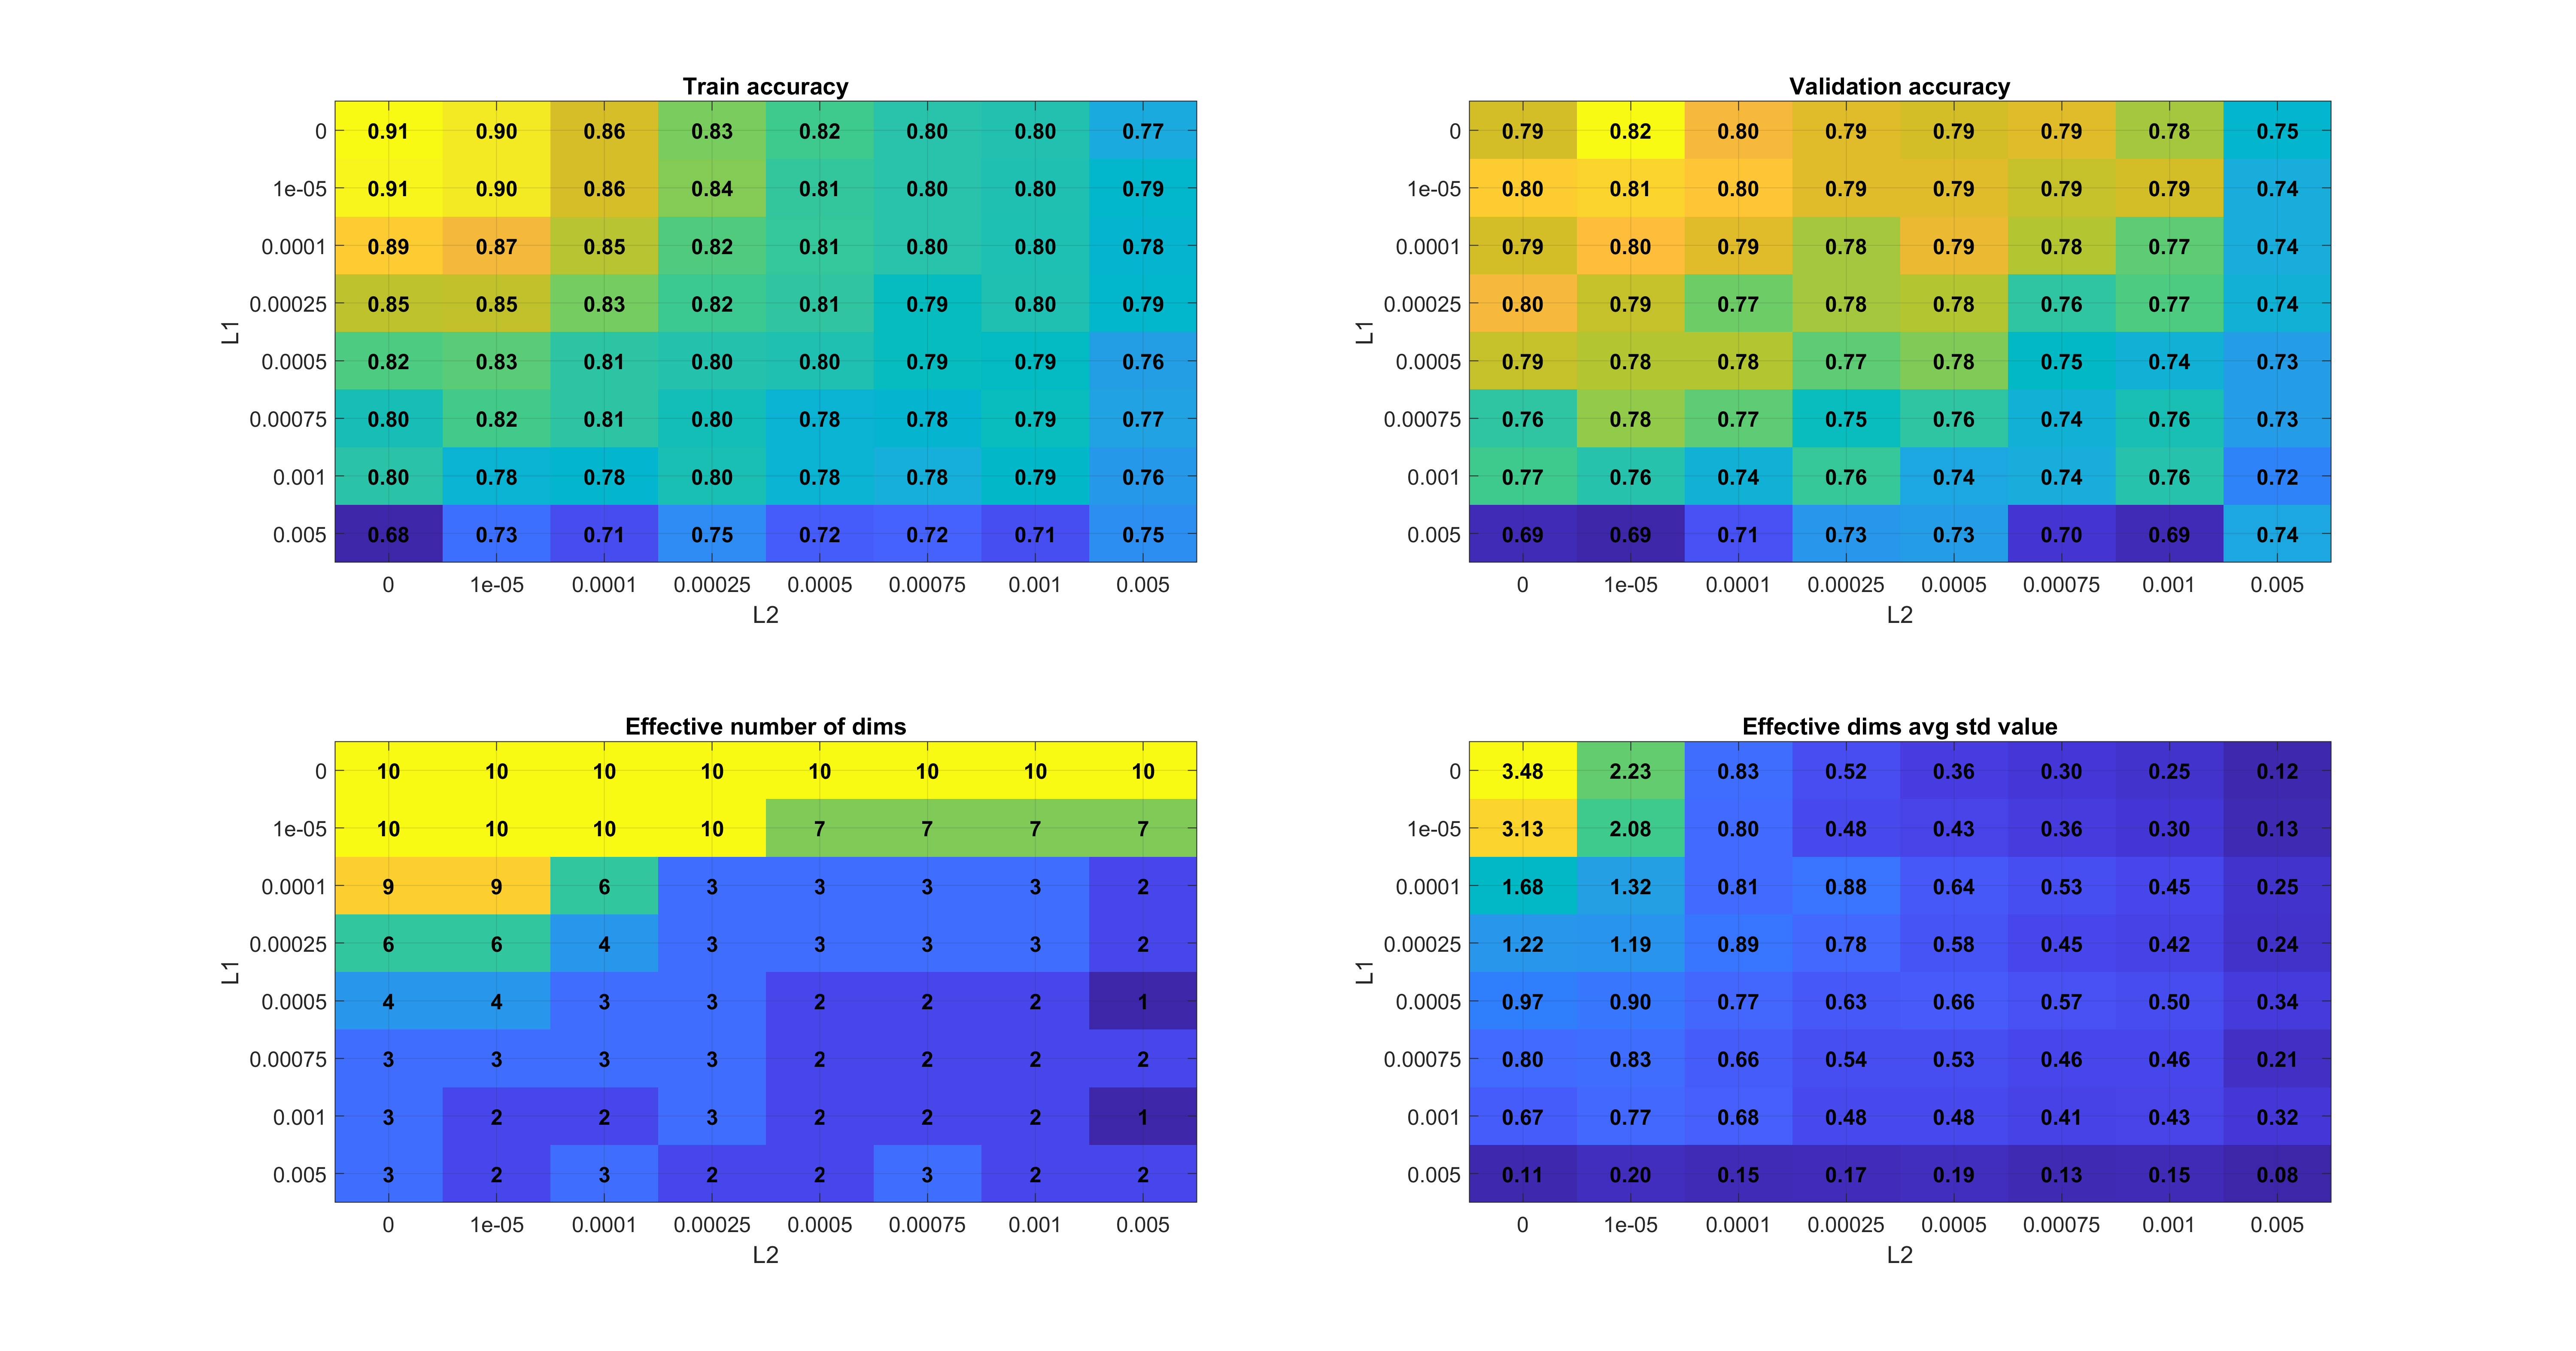 Train accuracy
0 0.91 0.90 0.86 0.83 0.82 0.80 0.80 0.77
1e-05 0.91 0.90 0.86 0.84 0.81 0.80 0.80 0.79
0.0001 0.89 0.87 0.85 0.82 0.81 0.80 0.80 0.78
0.00025 0.85 0.85 0.83 0.82 0.81 0.79 0.80 0.79
L1
0.0005 0.82 0.83 0.81 0.80 0.80 0.79 0.79 0.76
0.00075 0.80 0.82 0.81 0.80 0.78 0.78 0.79 0.77
0.001 0.80 0.78 0.78 0.80 0.78 0.78 0.79 0.76
0.005 0.68 0.73 0.71 0.75 0.72 0.72 0.71 0.75
0 1e-05 0.0001 0.00025 0.0005 0.00075 0.001 0.005
L2
Validation accuracy
0 0.79 0.82 0.80 0.79 0.79 0.79 0.78 0.75
1e-05 0.80 0.81 0.80 0.79 0.79 0.79 0.79 0.74
0.0001 0.79 0.80 0.79 0.78 0.79 0.78 0.77 0.74
0.00025 0.80 0.79 0.77 0.78 0.78 0.76 0.77 0.74
L1
0.0005 0.79 0.78 0.78 0.77 0.78 0.75 0.74 0.73
0.00075 0.76 0.78 0.77 0.75 0.76 0.74 0.76 0.73
0.001 0.77 0.76 0.74 0.76 0.74 0.74 0.76 0.72
0.005 0.69 0.69 0.71 0.73 0.73 0.70 0.69 0.74
0 1e-05 0.0001 0.00025 0.0005 0.00075 0.001 0.005
L2
Effective number of dims
0 10 10 10 10 10 10 10 10
1e-05 10 10 10 10 7 7 7 7
0.0001 9 9 6 3 3 3 3 2
0.00025 6 6 4 3 3 3 3 2
L1
0.0005 4 4 3 3 2 2 2 1
0.00075 3 3 3 3 2 2 2 2
0.001 3 2 2 3 2 2 2 1
0.005 3 2 3 2 2 3 2 2
0 1e-05 0.0001 0.00025 0.0005 0.00075 0.001 0.005
L2
Effective dims avg std value
0 3.48 2.23 0.83 0.52 0.36 0.30 0.25 0.12
1e-05 3.13 2.08 0.80 0.48 0.43 0.36 0.30 0.13
0.0001 1.68 1.32 0.81 0.88 0.64 0.53 0.45 0.25
0.00025 1.22 1.19 0.89 0.78 0.58 0.45 0.42 0.24
L1
0.0005 0.97 0.90 0.77 0.63 0.66 0.57 0.50 0.34
0.00075 0.80 0.83 0.66 0.54 0.53 0.46 0.46 0.21
0.001 0.67 0.77 0.68 0.48 0.48 0.41 0.43 0.32
0.005 0.11 0.20 0.15 0.17 0.19 0.13 0.15 0.08
0 1e-05 0.0001 0.00025 0.0005 0.00075 0.001 0.005
L2